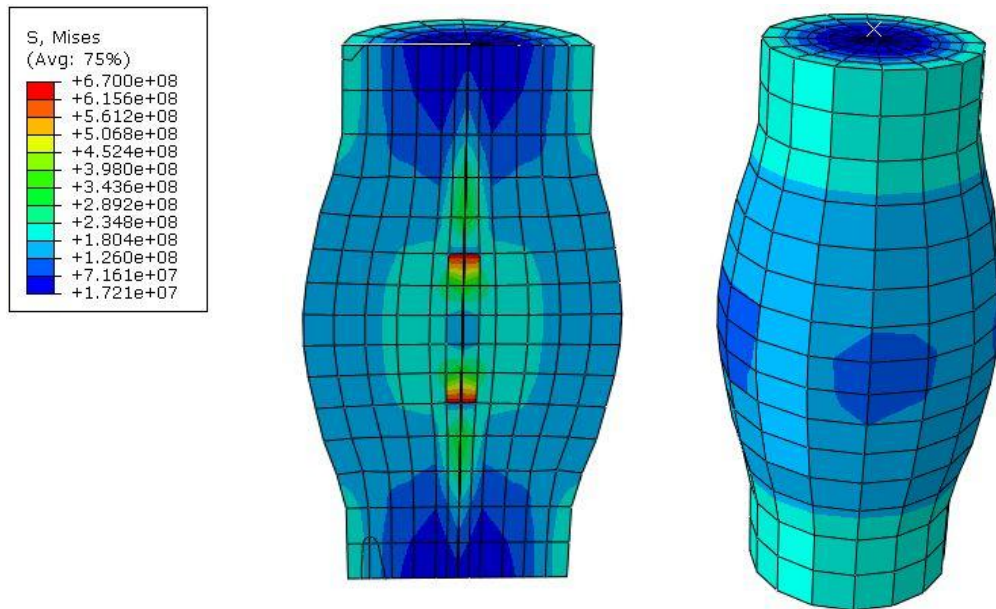 S, Mises
(Avg: 75%)
+6.700e+08
+6.156e+08
+5.612e+08
+5.068e+08
+4.524e+08
+3.980e+08
+3.436e+08
+2.892e+08
+2.348e+08
+1.804e+08
+1.260e+08
+7.161e+07
+1.721e+07